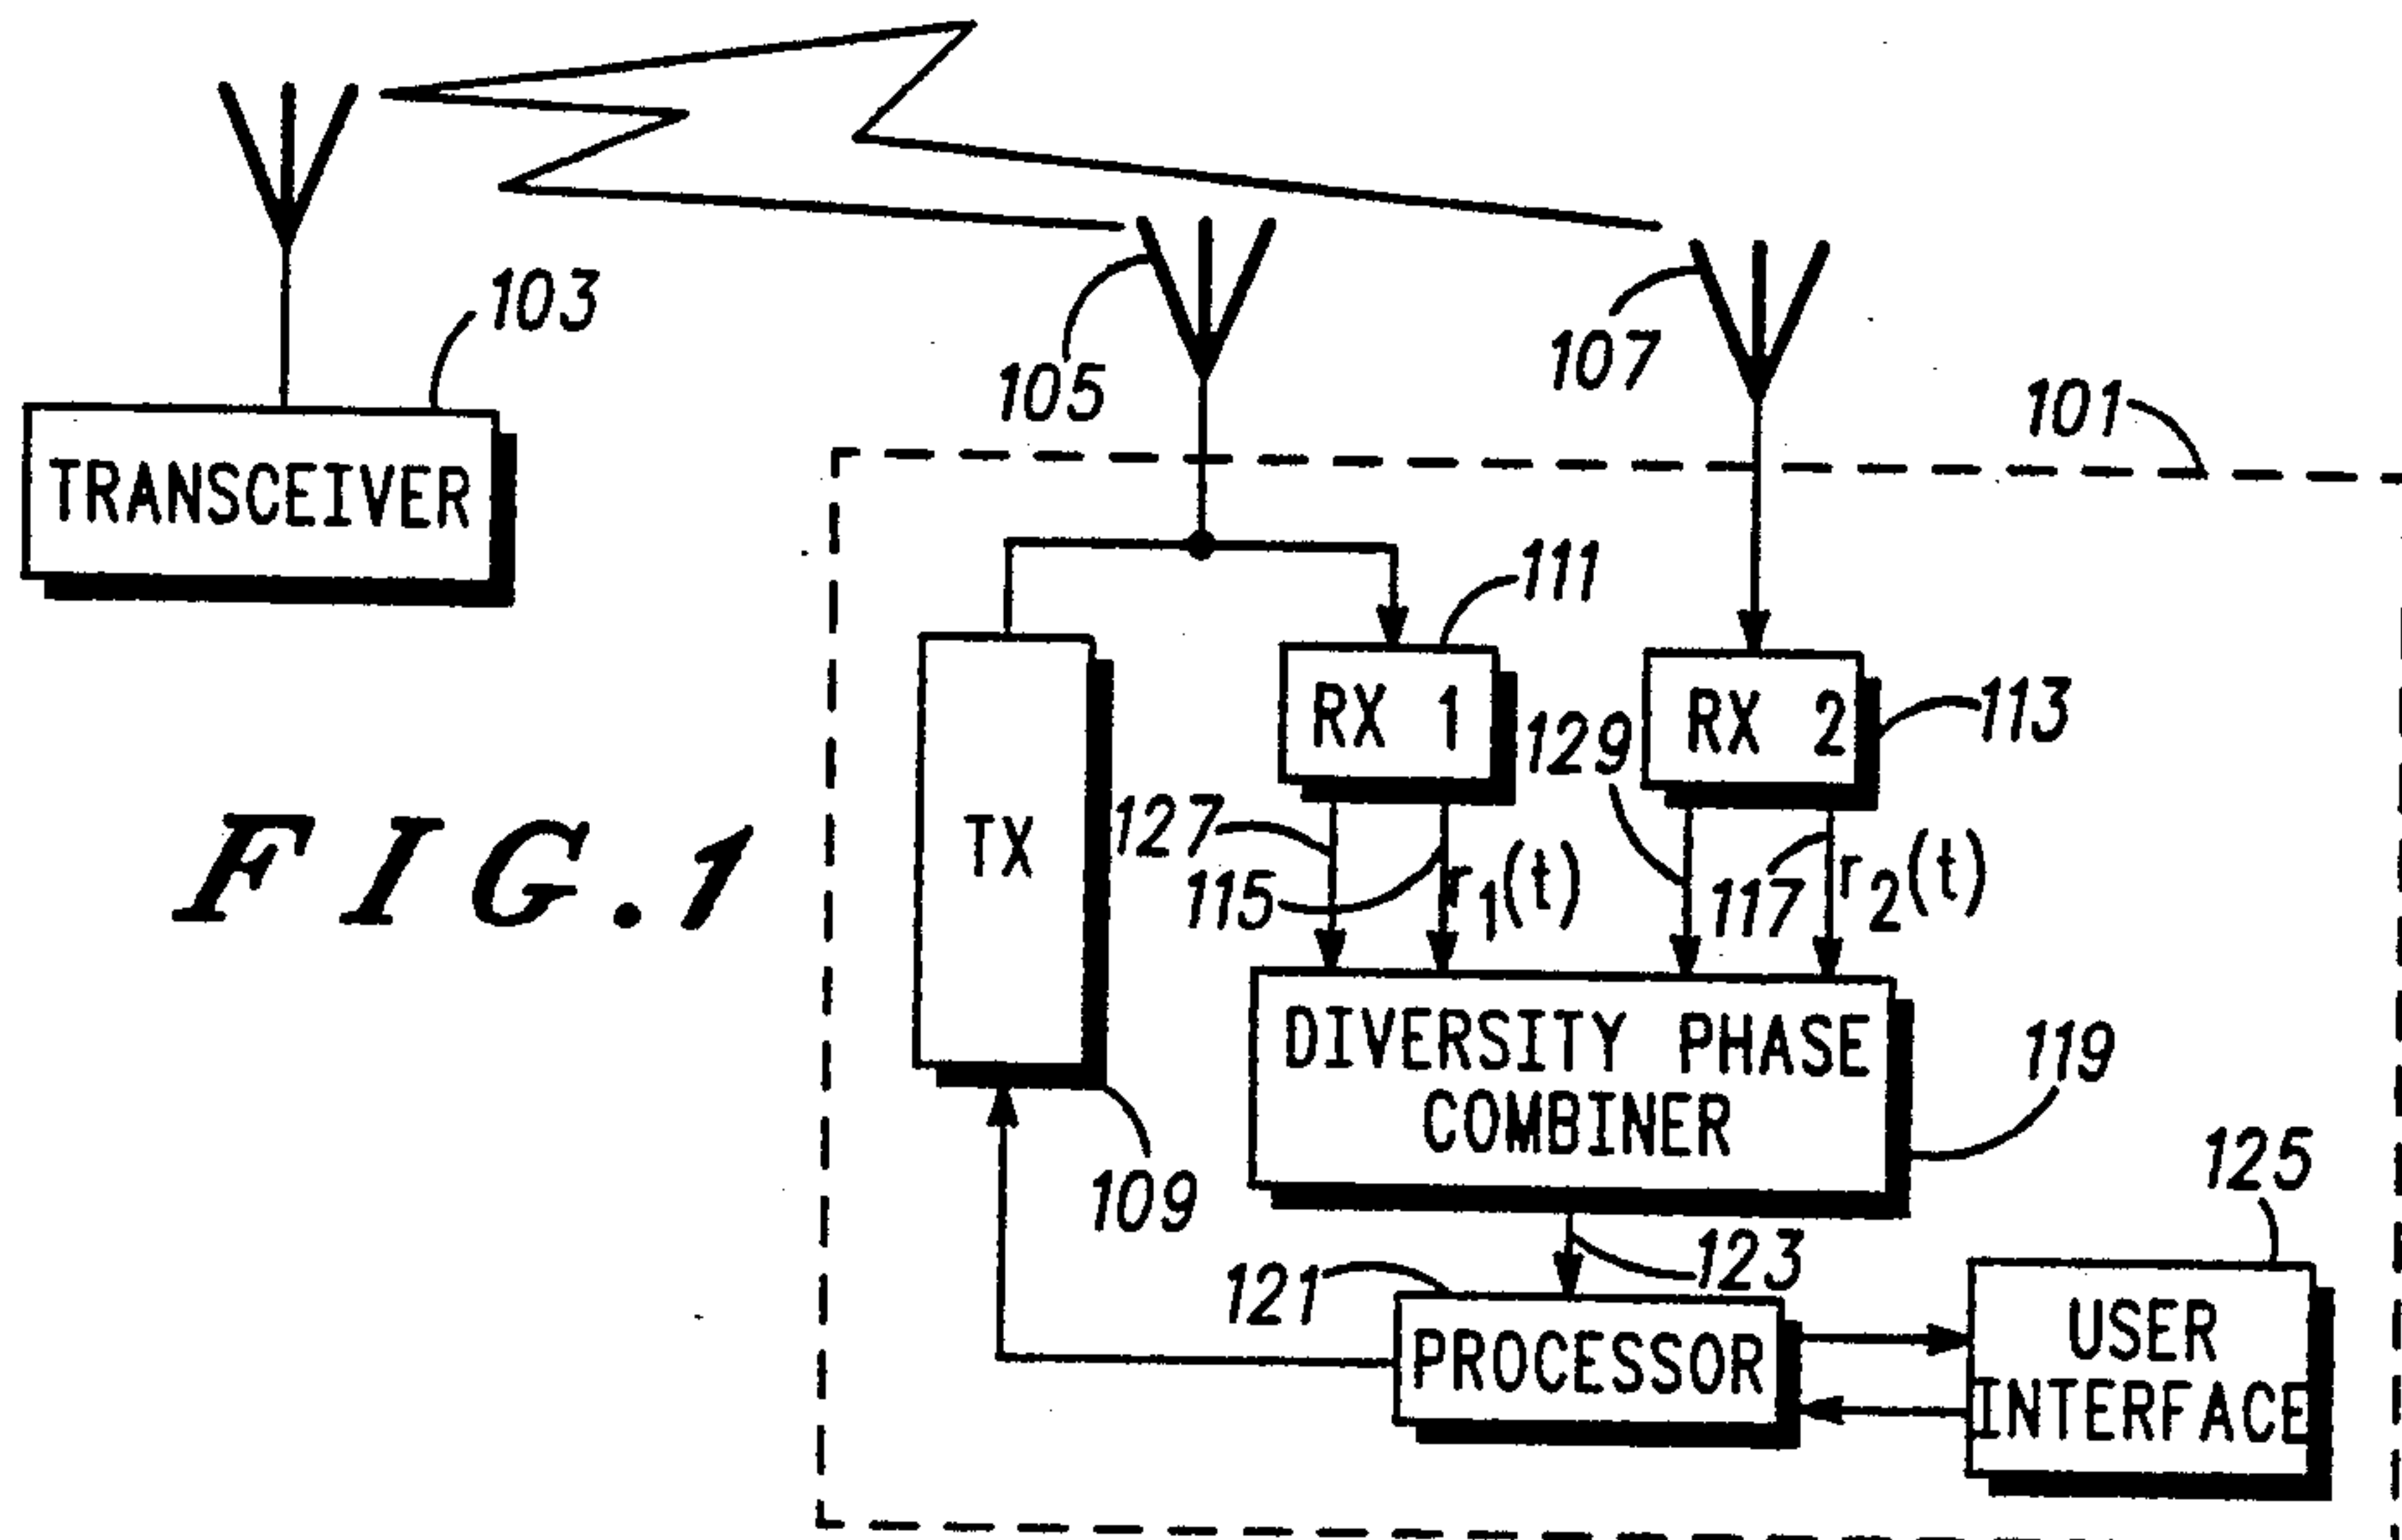 103
105
107
101
TRANSCEIVER
111
RX 1
129
RX 2
113
FIG.1
TX
127
115
r1(t)
117
r2(t)
DIVERSITY PHASE
COMBINER
119
109
125
123
121
PROCESSOR
USER
INTERFACE